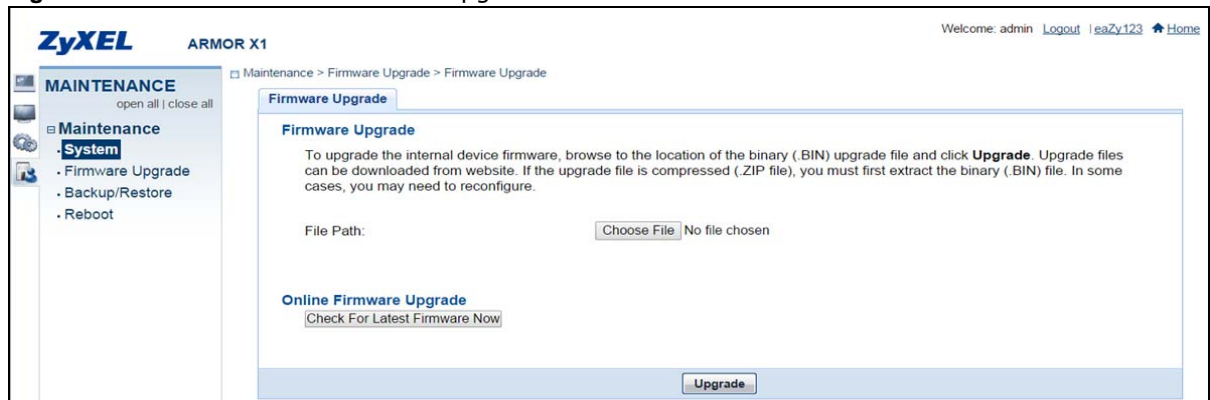 Welcome: admin Logout | eaZy123 Home
ZyXEL ARMOR X1
Maintenance > Firmware Upgrade > Firmware Upgrade
MAINTENANCE
open all | close all
Maintenance
System
Firmware Upgrade
Backup/Restore
Reboot
Firmware Upgrade
Firmware Upgrade
To upgrade the internal device firmware, browse to the location of the binary (.BIN) upgrade file and click Upgrade. Upgrade files
can be downloaded from website. If the upgrade file is compressed (.ZIP file), you must first extract the binary (.BIN) file. In some
cases, you may need to reconfigure.
File Path: Choose File No file chosen
Online Firmware Upgrade
Check For Latest Firmware Now
Upgrade